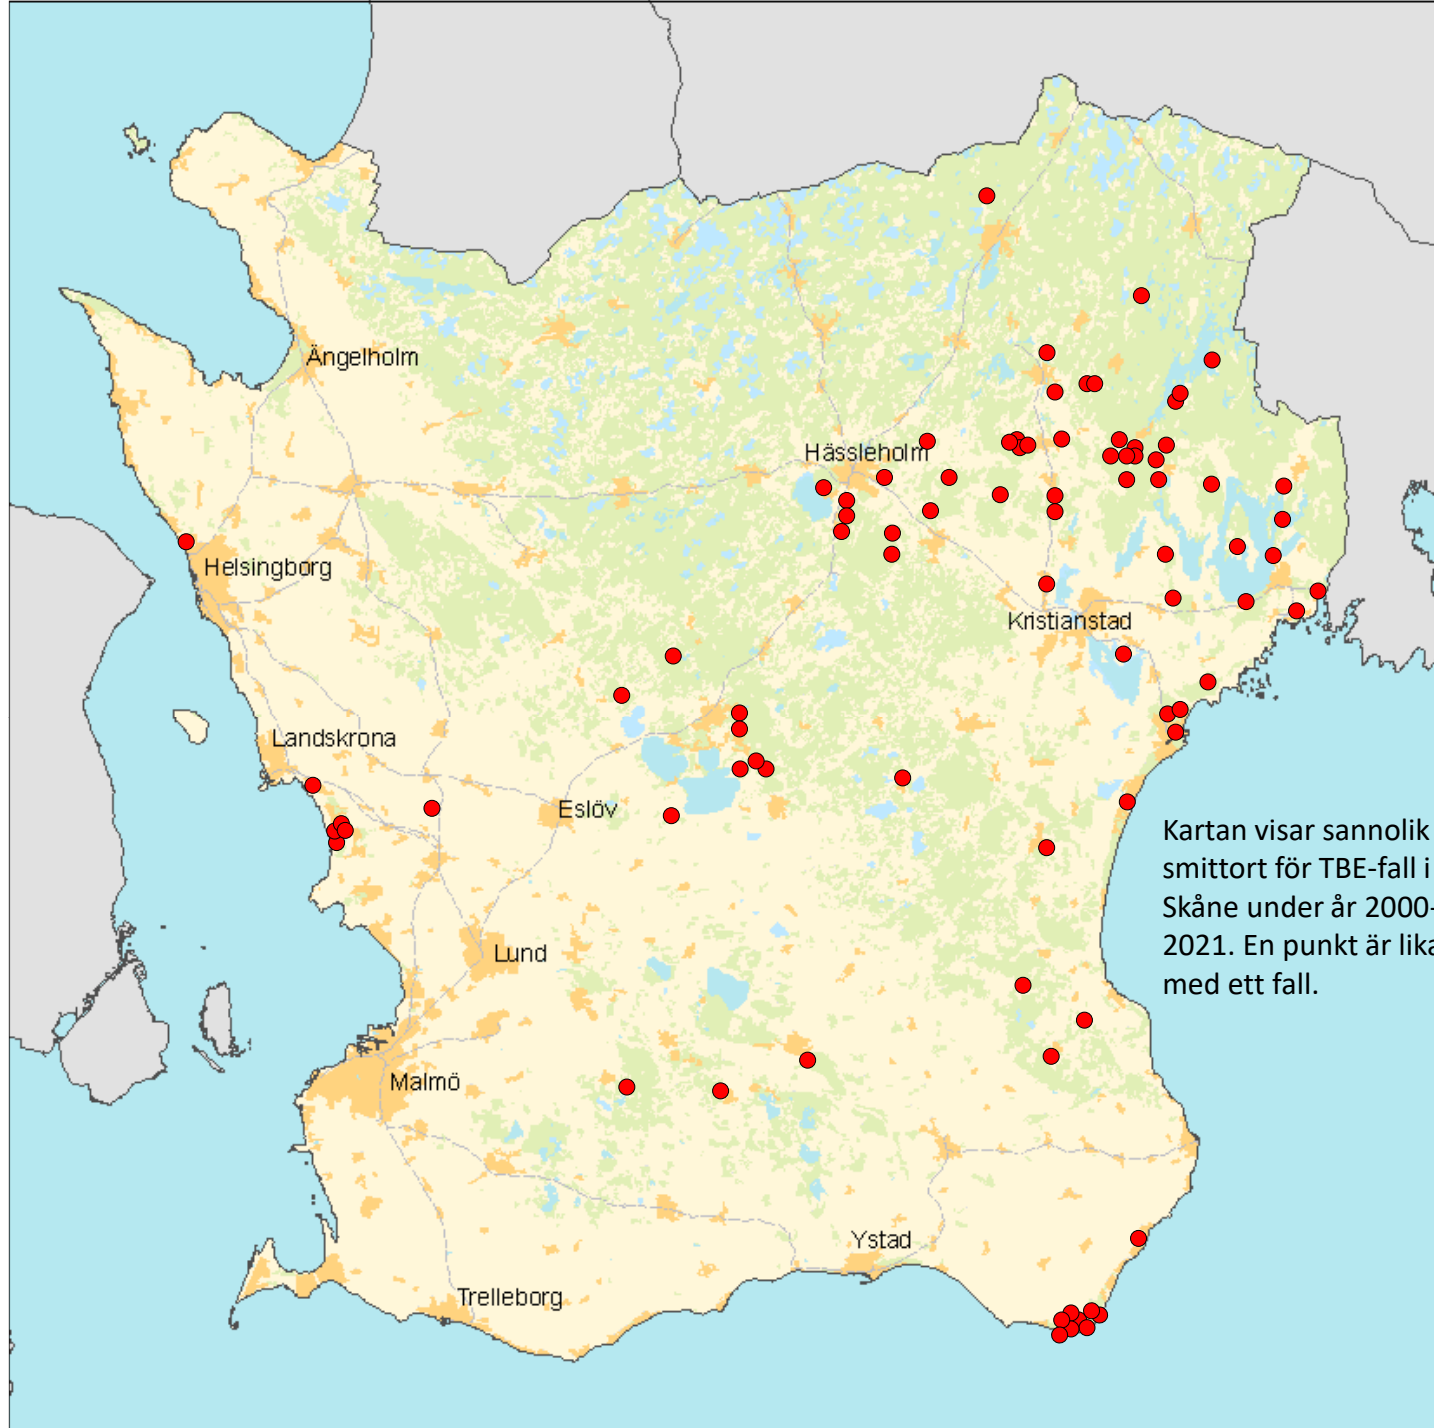 Ängelholm
Hässleholm
Helsingborg
Kristianstad
Landskrona
Eslöv
Kartan visar sannolik
smittort för TBE-fall i
Skåne under år 2000-
2021. En punkt är lika
med ett fall.
Lund
Malmö
Ystad
Trelleborg